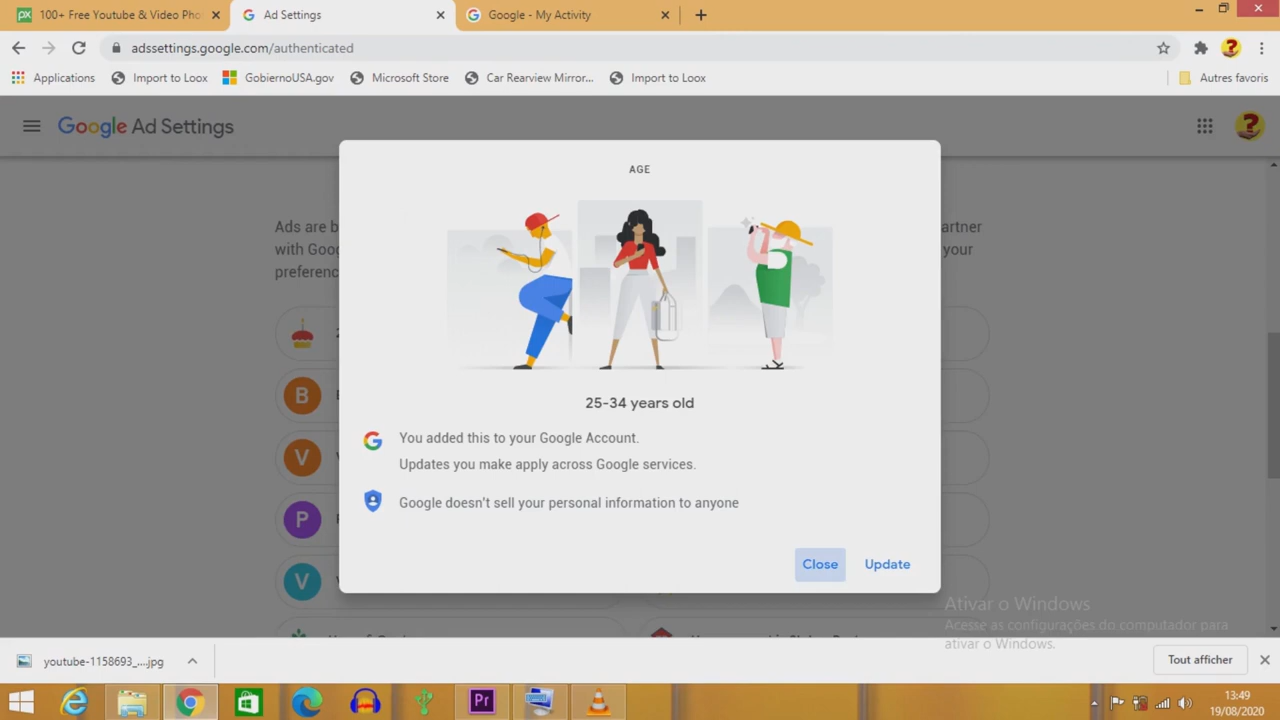 100+ Free Youtube & Video Pho
Ad Settings
Google - My Activity
adssettings.google.com/authenticated
Applications
Import to Loox
GobiernoUSA.gov
Microsoft Store
Car Rearview Mirror...
Import to Loox
Autres favoris
Google Ad Settings
Ads are b
artner
with Goog
your
preferenc
AGE
25-34 years old
You added this to your Google Account.
Updates you make apply across Google services.
Google doesn't sell your personal information to anyone
Close
Update
B
V
P
V
Ativar o Windows
Acesse as configurações do computador para
ativar o Windows.
youtube-1158693_....jpg
Tout afficher
Pr
13:49
19/08/2020